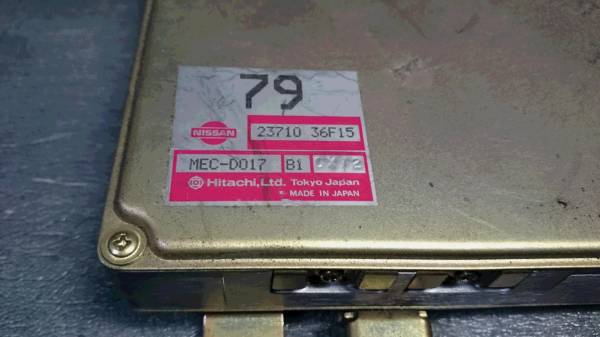 79
NISSAN 23710 36F15
MEC-D017 B1
Hitachi, Ltd. Tokyo Japan
MADE IN JAPAN